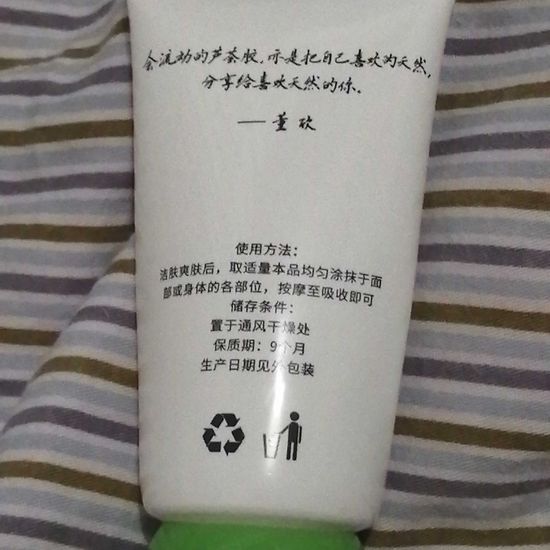 会流动的芦荟胶,亦是把自己喜欢的天然,
分享给喜欢天然的你。
——董欢
使用方法:
洁肤爽肤后,取适量本品均匀涂抹于面
部或身体的各部位,按摩至吸收即可
储存条件:
置于通风干燥处
保质期:9个月
生产日期见外包装